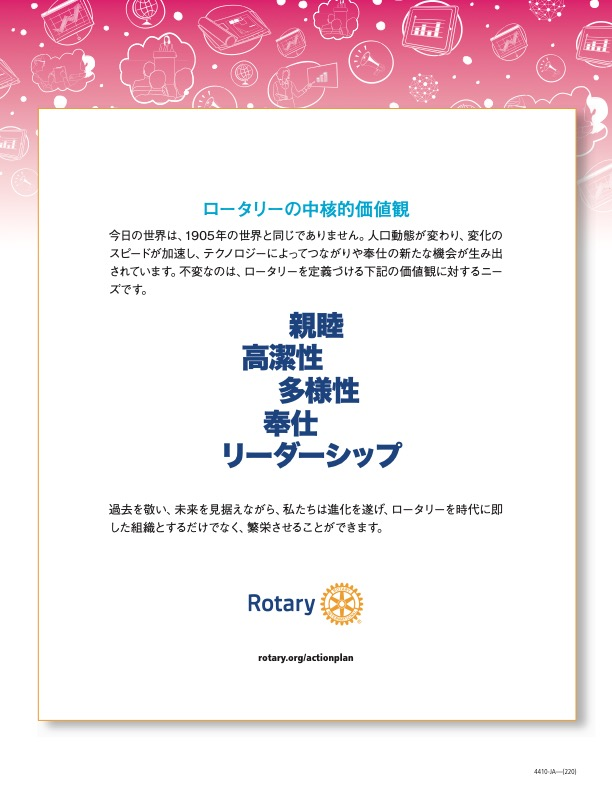 ロータリーの中核的価値観
今日の世界は、1905年の世界と同じでありません。人口動態が変わり、変化の
スピードが加速し、テクノロジーによってつながりや奉仕の新たな機会が生み出
されています。不変なのは、ロータリーを定義づける下記の価値観に対するニー
ズです。
親睦
高潔性
多様性
奉仕
リーダーシップ
過去を敬い、未来を見据えながら、私たちは進化を遂げ、ロータリーを時代に即
した組織とするだけでなく、繁栄させることができます。
Rotary
rotary.org/actionplan
4410-JA—(220)